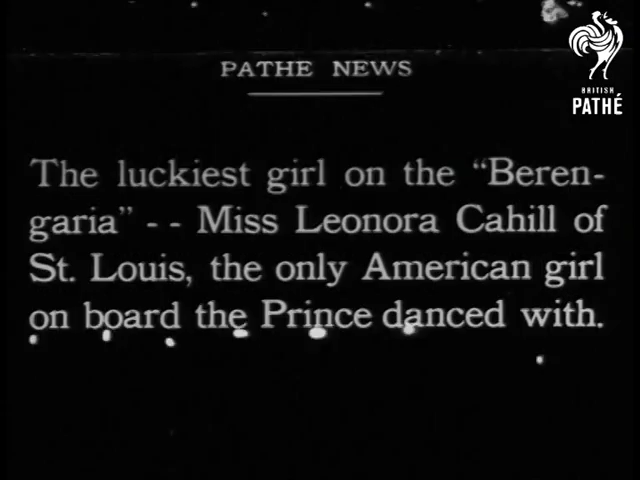 PATHE NEWS
BRITISH
PATHÉ
The luckiest girl on the "Beren-
garia" - - Miss Leonora Cahill of
St. Louis, the only American girl
on board the Prince danced with.